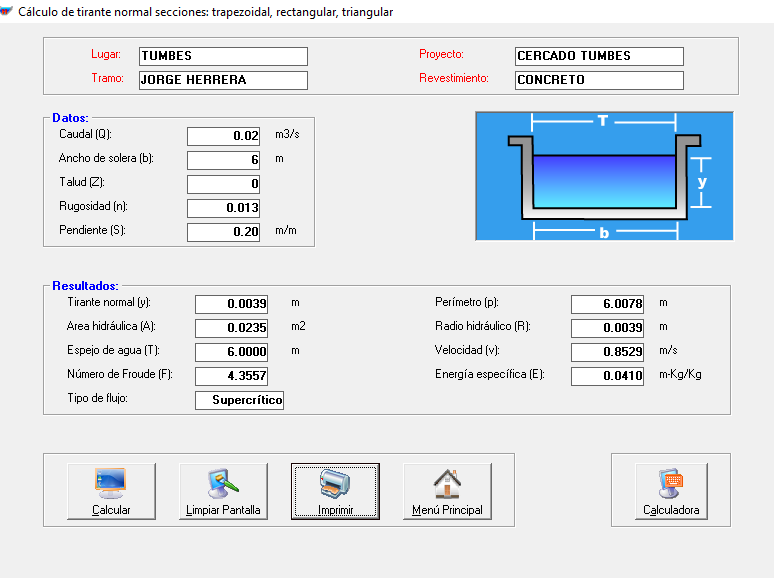 Cálculo de tirante normal secciones: trapezoidal, rectangular, triangular
Lugar: TUMBES Proyecto: CERCADO TUMBES
Tramo: JORGE HERRERA Revestimiento: CONCRETO
Datos:
Caudal (Q): 0.02 m3/s
Ancho de solera (b): 6 m
Talud (Z): 0
Rugosidad (n): 0.013
Pendiente (S): 0.20 m/m
T
y
b
Resultados:
Tirante normal (y): 0.0039 m Perímetro (p): 6.0078 m
Area hidráulica (A): 0.0235 m2 Radio hidráulico (R): 0.0039 m
Espejo de agua (T): 6.0000 m Velocidad (v): 0.8529 m/s
Número de Froude (F): 4.3557 Energía específica (E): 0.0410 m-Kg/Kg
Tipo de flujo: Supercrítico
Calcular Limpiar Pantalla Imprimir Menú Principal Calculadora